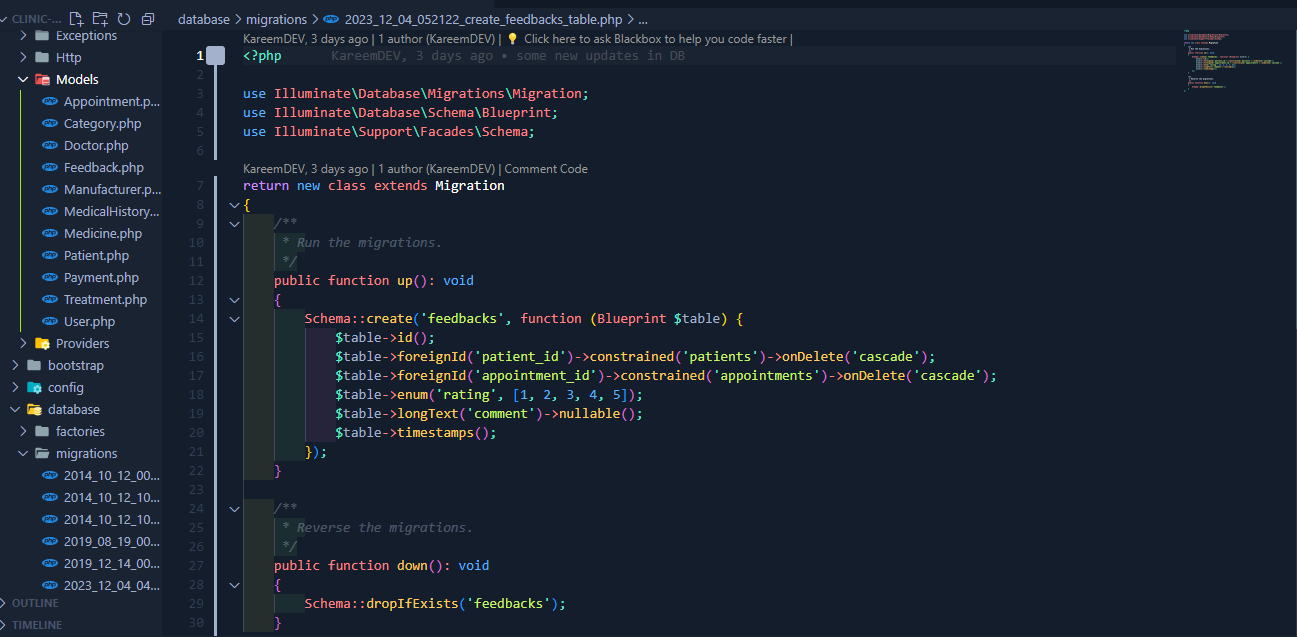 CLINIC-...
Exceptions
Http
Models
Appointment.p...
Category.php
Doctor.php
Feedback.php
Manufacturer.p...
MedicalHistory...
Medicine.php
Patient.php
Payment.php
Treatment.php
User.php
Providers
bootstrap
config
database
factories
migrations
2014_10_12_00...
2014_10_12_10...
2014_10_12_10...
2019_08_19_00...
2019_12_14_00...
2023_12_04_04...
OUTLINE
TIMELINE
database > migrations > php 2023_12_04_052122_create_feedbacks_table.php > ...
KareemDEV, 3 days ago | 1 author (KareemDEV) | 💡 Click here to ask Blackbox to help you code faster |
1 <?php KareemDEV, 3 days ago • some new updates in DB
2
3 use Illuminate\Database\Migrations\Migration;
4 use Illuminate\Database\Schema\Blueprint;
5 use Illuminate\Support\Facades\Schema;
6
KareemDEV, 3 days ago | 1 author (KareemDEV) | Comment Code
7 return new class extends Migration
8 {
9 /**
10 * Run the migrations.
11 */
12 public function up(): void
13 {
14 Schema::create('feedbacks', function (Blueprint $table) {
15 $table->id();
16 $table->foreignId('patient_id')->constrained('patients')->onDelete('cascade');
17 $table->foreignId('appointment_id')->constrained('appointments')->onDelete('cascade');
18 $table->enum('rating', [1, 2, 3, 4, 5]);
19 $table->longText('comment')->nullable();
20 $table->timestamps();
21 });
22 }
23
24 /**
25 * Reverse the migrations.
26 */
27 public function down(): void
28 {
29 Schema::dropIfExists('feedbacks');
30 }